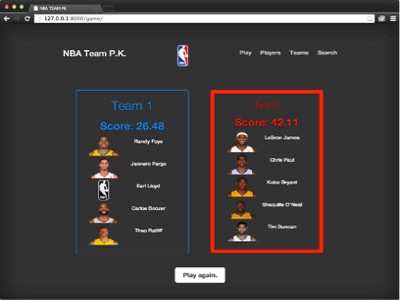 NBA TEAM PK
127.0.0.1:8000/game/
NBA Team P.K.
Play
Players
Teams
Search
Team 1
Score: 26.48
Randy Foye
Jannero Pargo
Earl Lloyd
Carlos Boozer
Theo Ratliff
Team 2
Score: 42.11
LeBron James
Chris Paul
Kobe Bryant
Shaquille O'Neal
Tim Duncan
Play again.